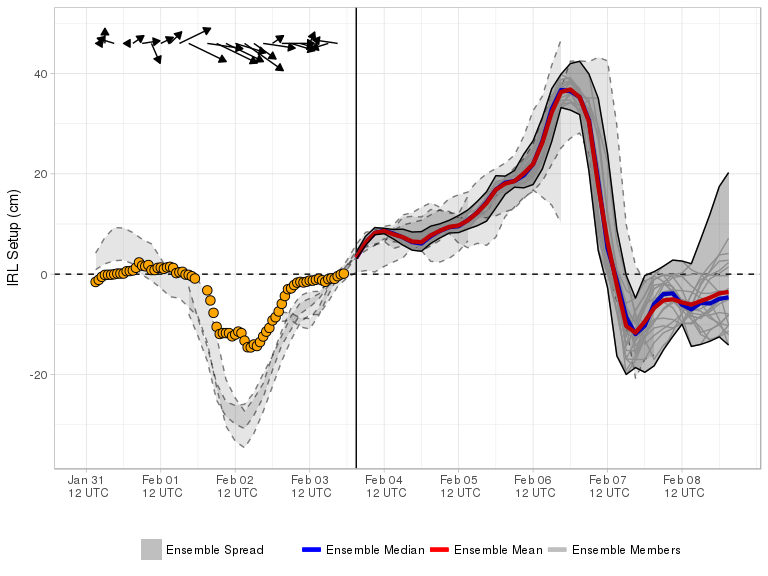 IRL Setup (cm)
40
20
0
-20
Jan 31 Feb 01 Feb 02 Feb 03 Feb 04 Feb 05 Feb 06 Feb 07 Feb 08
12 UTC 12 UTC 12 UTC 12 UTC 12 UTC 12 UTC 12 UTC 12 UTC 12 UTC
Ensemble Spread Ensemble Median Ensemble Mean Ensemble Members